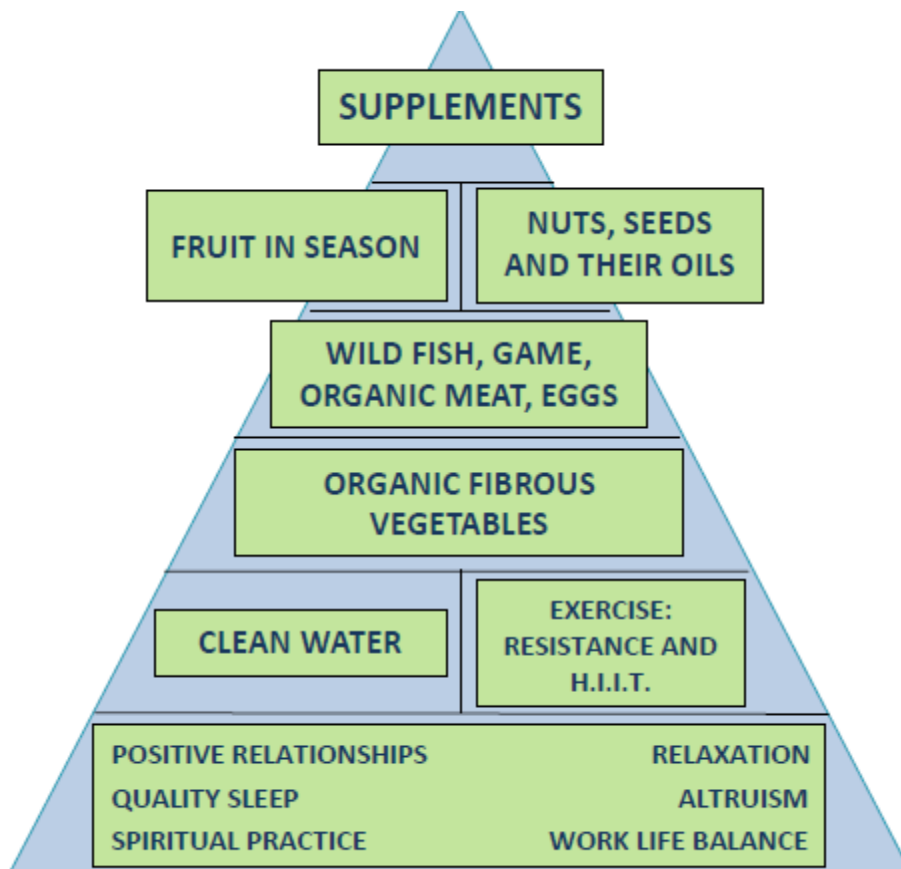 SUPPLEMENTS
FRUIT IN SEASON
NUTS, SEEDS
AND THEIR OILS
WILD FISH, GAME,
ORGANIC MEAT, EGGS
ORGANIC FIBROUS
VEGETABLES
CLEAN WATER
EXERCISE:
RESISTANCE AND
H.I.I.T.
POSITIVE RELATIONSHIPS
RELAXATION
QUALITY SLEEP
ALTRUISM
SPIRITUAL PRACTICE
WORK LIFE BALANCE